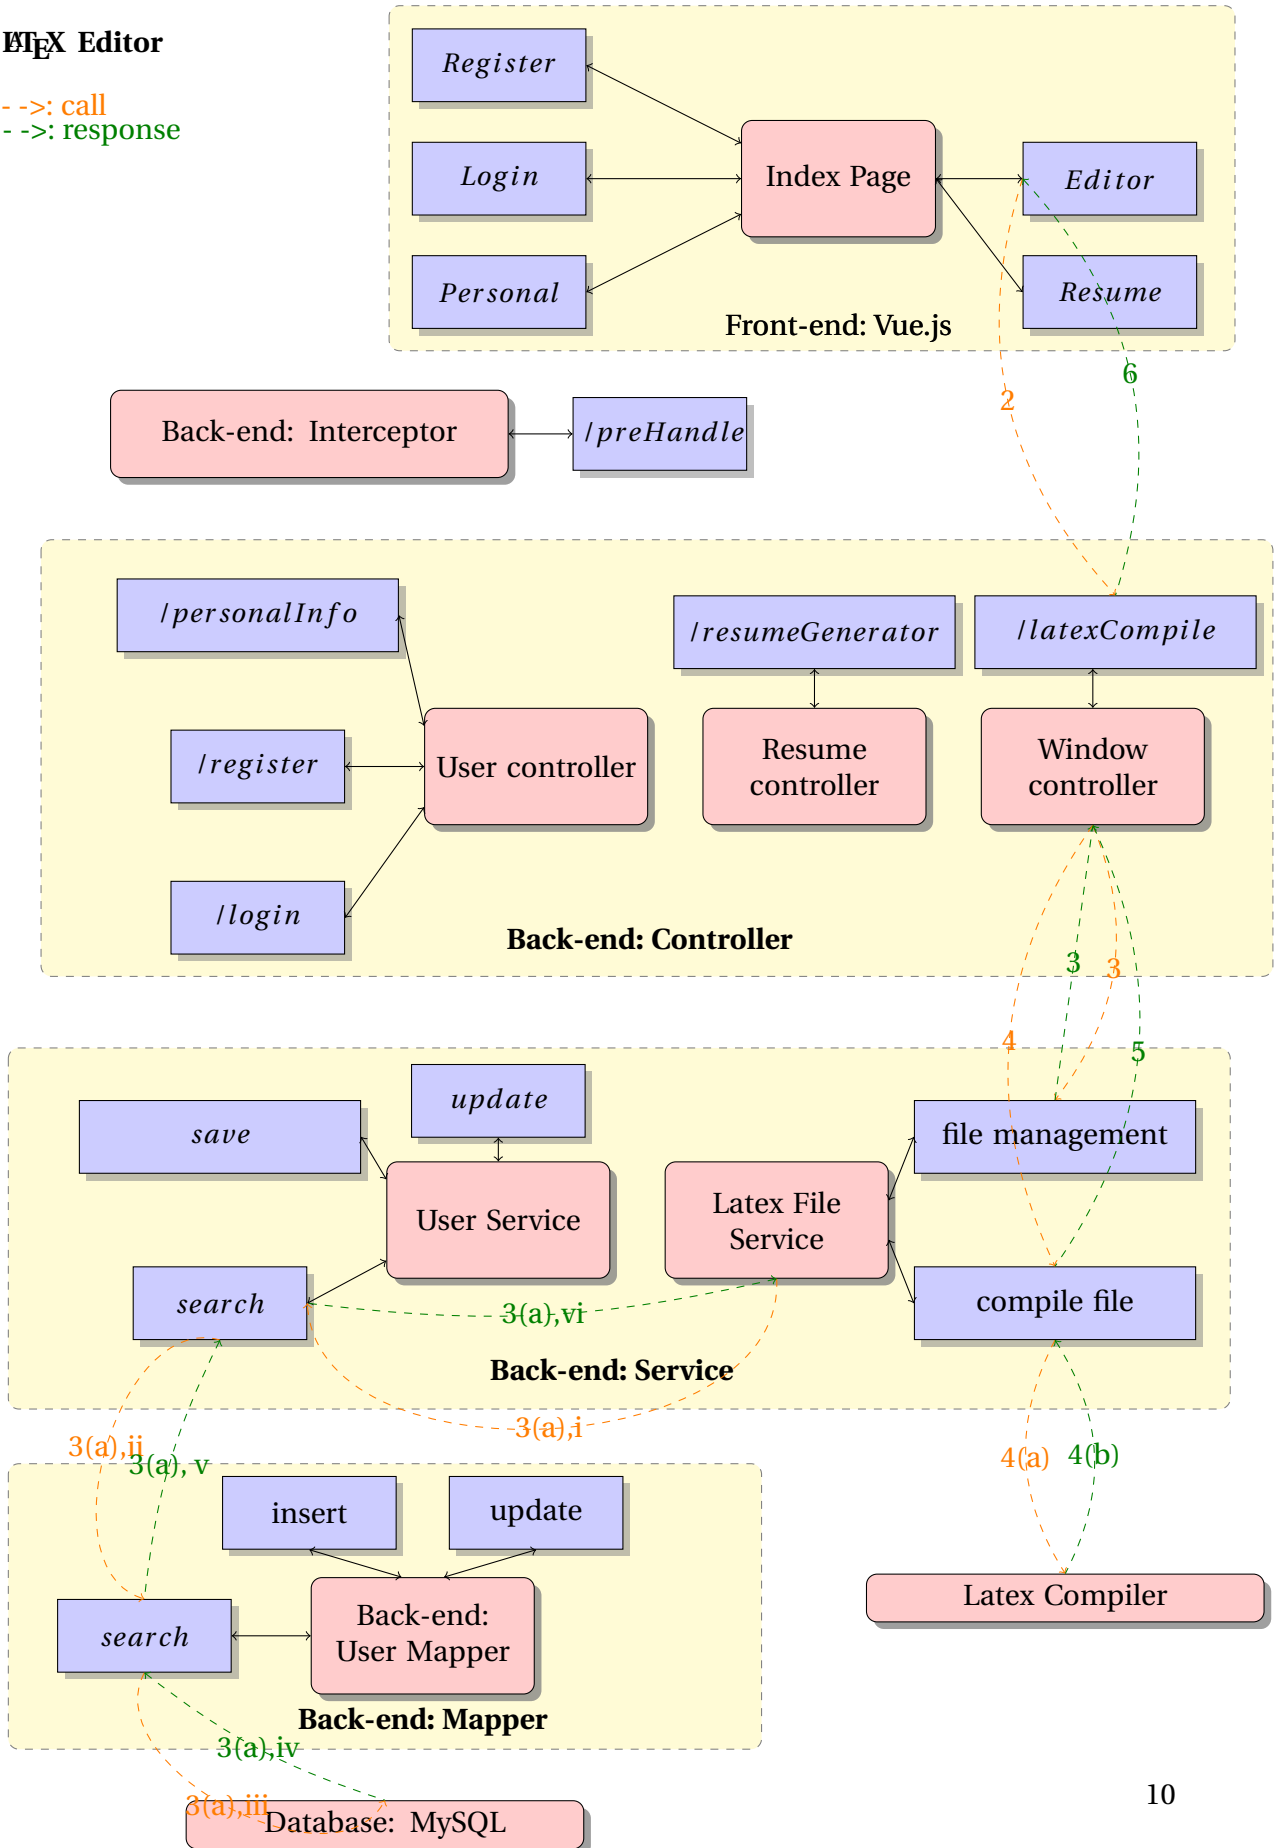 LATEX Editor
- ->: call
- ->: response
Register
Login
Personal
Index Page
Editor
Resume
Front-end: Vue.js
2
6
Back-end: Interceptor
/preHandle
/personalInfo
/register
/login
User controller
/resumeGenerator
/latexCompile
Resume
controller
Window
controller
Back-end: Controller
3
3
4
5
save
update
search
User Service
Latex File
Service
file management
compile file
3(a),vi
Back-end: Service
3(a),i
3(a),ii
3(a), v
4(a)
4(b)
insert
update
search
Back-end:
User Mapper
Latex Compiler
Back-end: Mapper
3(a),iv
3(a),iii
Database: MySQL
10